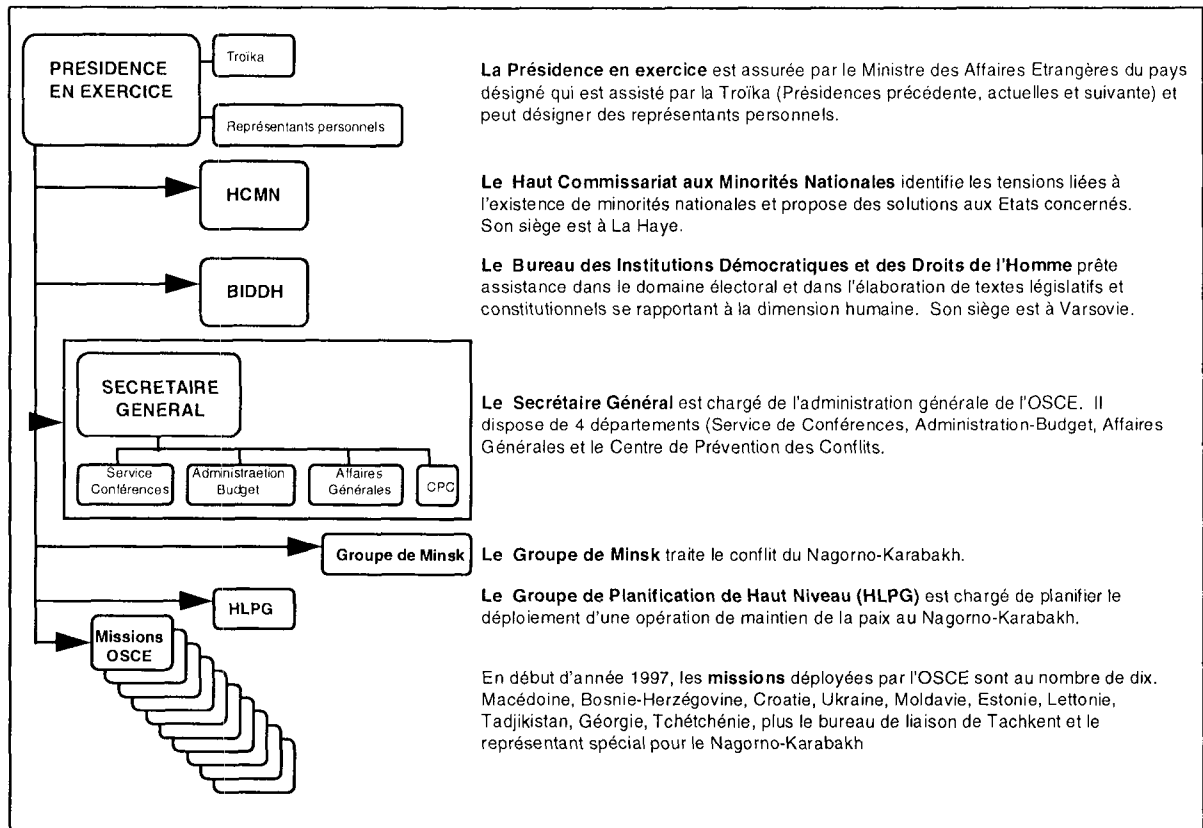 PRESIDENCE
EN EXERCICE
Troïka
Représentants personnels
La Présidence en exercice est assurée par le Ministre des Affaires Etrangères du pays
désigné qui est assisté par la Troïka (Présidences précédente, actuelles et suivante) et
peut désigner des représentants personnels.
HCMN
Le Haut Commissariat aux Minorités Nationales identifie les tensions liées à
l'existence de minorités nationales et propose des solutions aux Etats concernés.
Son siège est à La Haye.
BIDDH
Le Bureau des Institutions Démocratiques et des Droits de l'Homme prête
assistance dans le domaine électoral et dans l'élaboration de textes législatifs et
constitutionnels se rapportant à la dimension humaine. Son siège est à Varsovie.
SECRETAIRE
GENERAL
Service
Conférences
Administraetion
Budget
Affaires
Générales
CPC
Le Secrétaire Général est chargé de l'administration générale de l'OSCE. Il
dispose de 4 départements (Service de Conférences, Administration-Budget, Affaires
Générales et le Centre de Prévention des Conflits.
Groupe de Minsk
Le Groupe de Minsk traite le conflit du Nagorno-Karabakh.
HLPG
Le Groupe de Planification de Haut Niveau (HLPG) est chargé de planifier le
déploiement d'une opération de maintien de la paix au Nagorno-Karabakh.
Missions
OSCE
En début d'année 1997, les missions déployées par l'OSCE sont au nombre de dix.
Macédoine, Bosnie-Herzégovine, Croatie, Ukraine, Moldavie, Estonie, Lettonie,
Tadjikistan, Géorgie, Tchétchénie, plus le bureau de liaison de Tachkent et le
représentant spécial pour le Nagorno-Karabakh